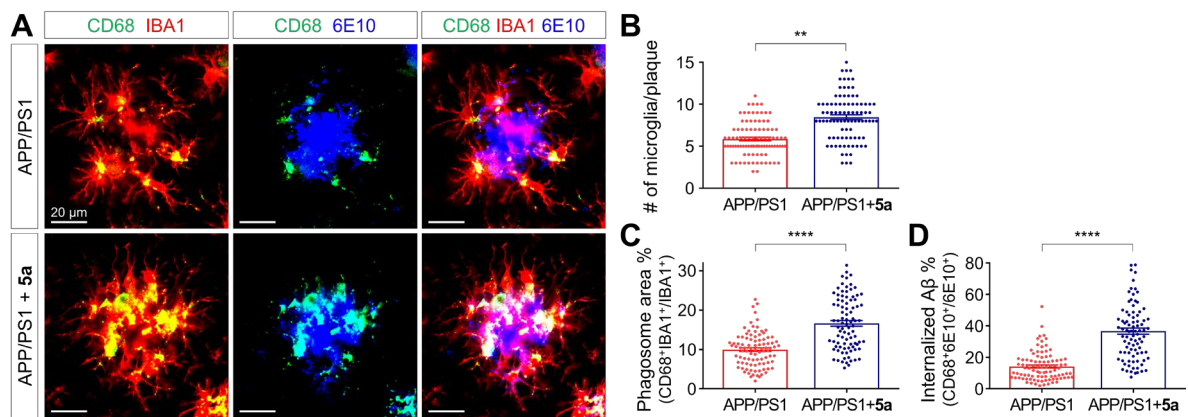 A
CD68 IBA1
CD68 6E10
CD68 IBA1 6E10
APP/PS1
20 μm
APP/PS1 + 5a
B
**
# of microglia/plaque
15
10
5
0
APP/PS1
APP/PS1+5a
C
****
Phagosome area %
(CD68⁺IBA1⁺/IBA1⁺)
30
20
10
0
APP/PS1
APP/PS1+5a
D
****
Internalized Aβ %
(CD68⁺6E10⁺/6E10⁺)
80
60
40
20
0
APP/PS1
APP/PS1+5a